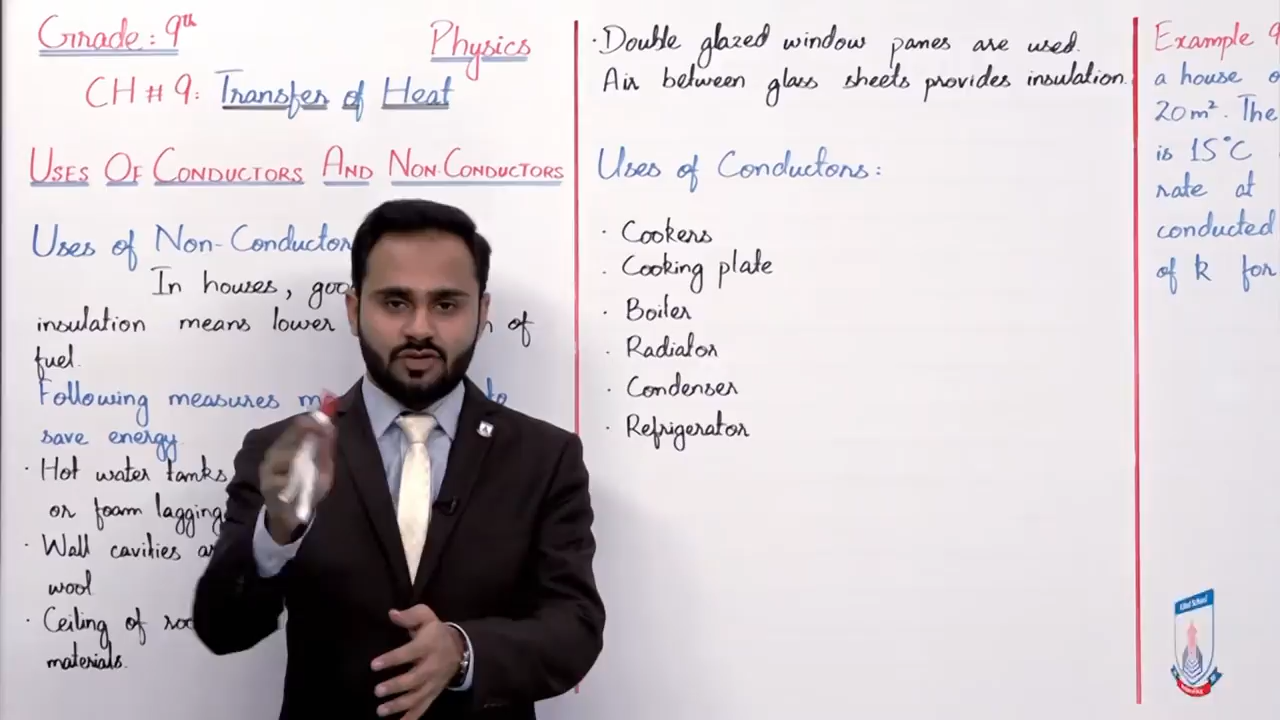 Grade: 9th
Physics
CH # 9: Transfer of Heat
USES OF CONDUCTORS AND NON-CONDUCTORS
Uses of Non-Conductor
In houses,
insulation means lower of
fuel.
Following measures to
save energy.
· Hot water tanks
or foam lagging
· Wall cavities
wool
· Ceiling of
materials.
· Double glazed window panes are used.
Air between glass sheets provides insulation.
Uses of Conductors:
· Cookers
· Cooking plate
· Boiler
· Radiator
· Condenser
· Refrigerator
Example 9
a house
20m². The
is 15°C
rate at
conducted
of k for